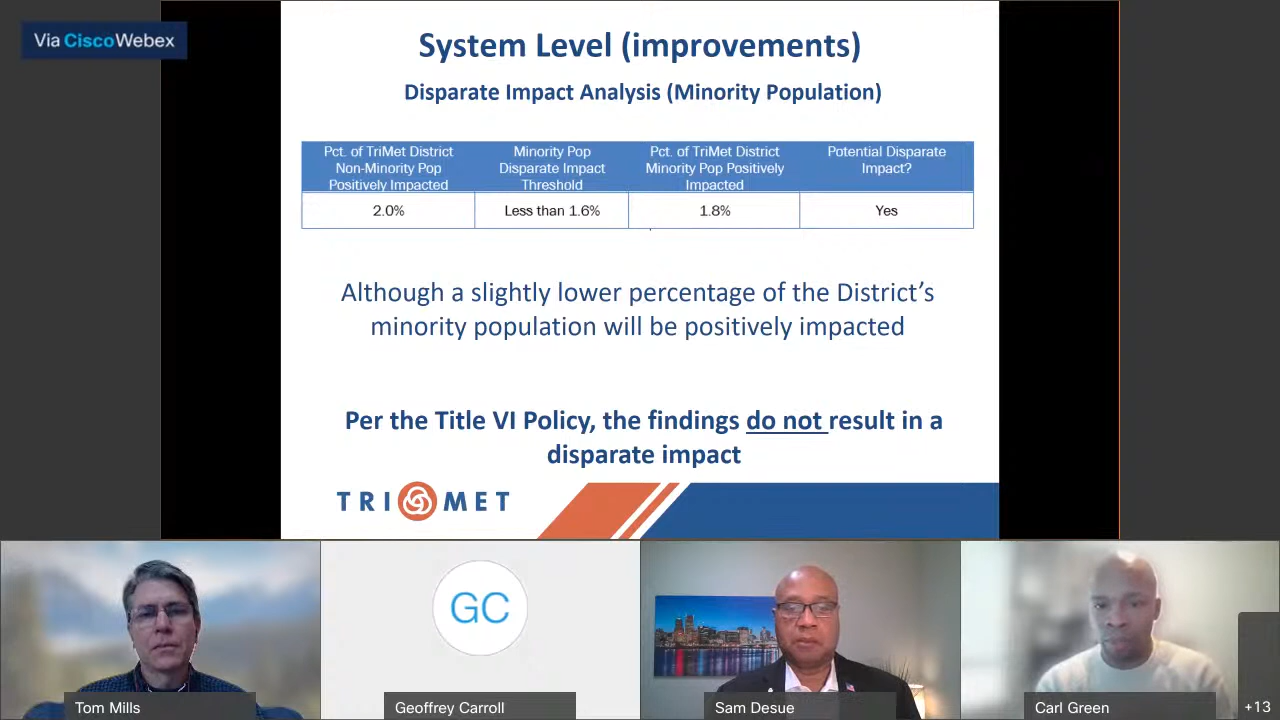 Via CiscoWebex
System Level (improvements)
Disparate Impact Analysis (Minority Population)
Pct. of TriMet District
Non-Minority Pop
Positively Impacted
Minority Pop
Disparate Impact
Threshold
Pct. of TriMet District
Minority Pop Positively
Impacted
Potential Disparate
Impact?
2.0%
Less than 1.6%
1.8%
Yes
Although a slightly lower percentage of the District's
minority population will be positively impacted
Per the Title VI Policy, the findings do not result in a
disparate impact
TRIMET
GC
Tom Mills
Geoffrey Carroll
Sam Desue
Carl Green
+13